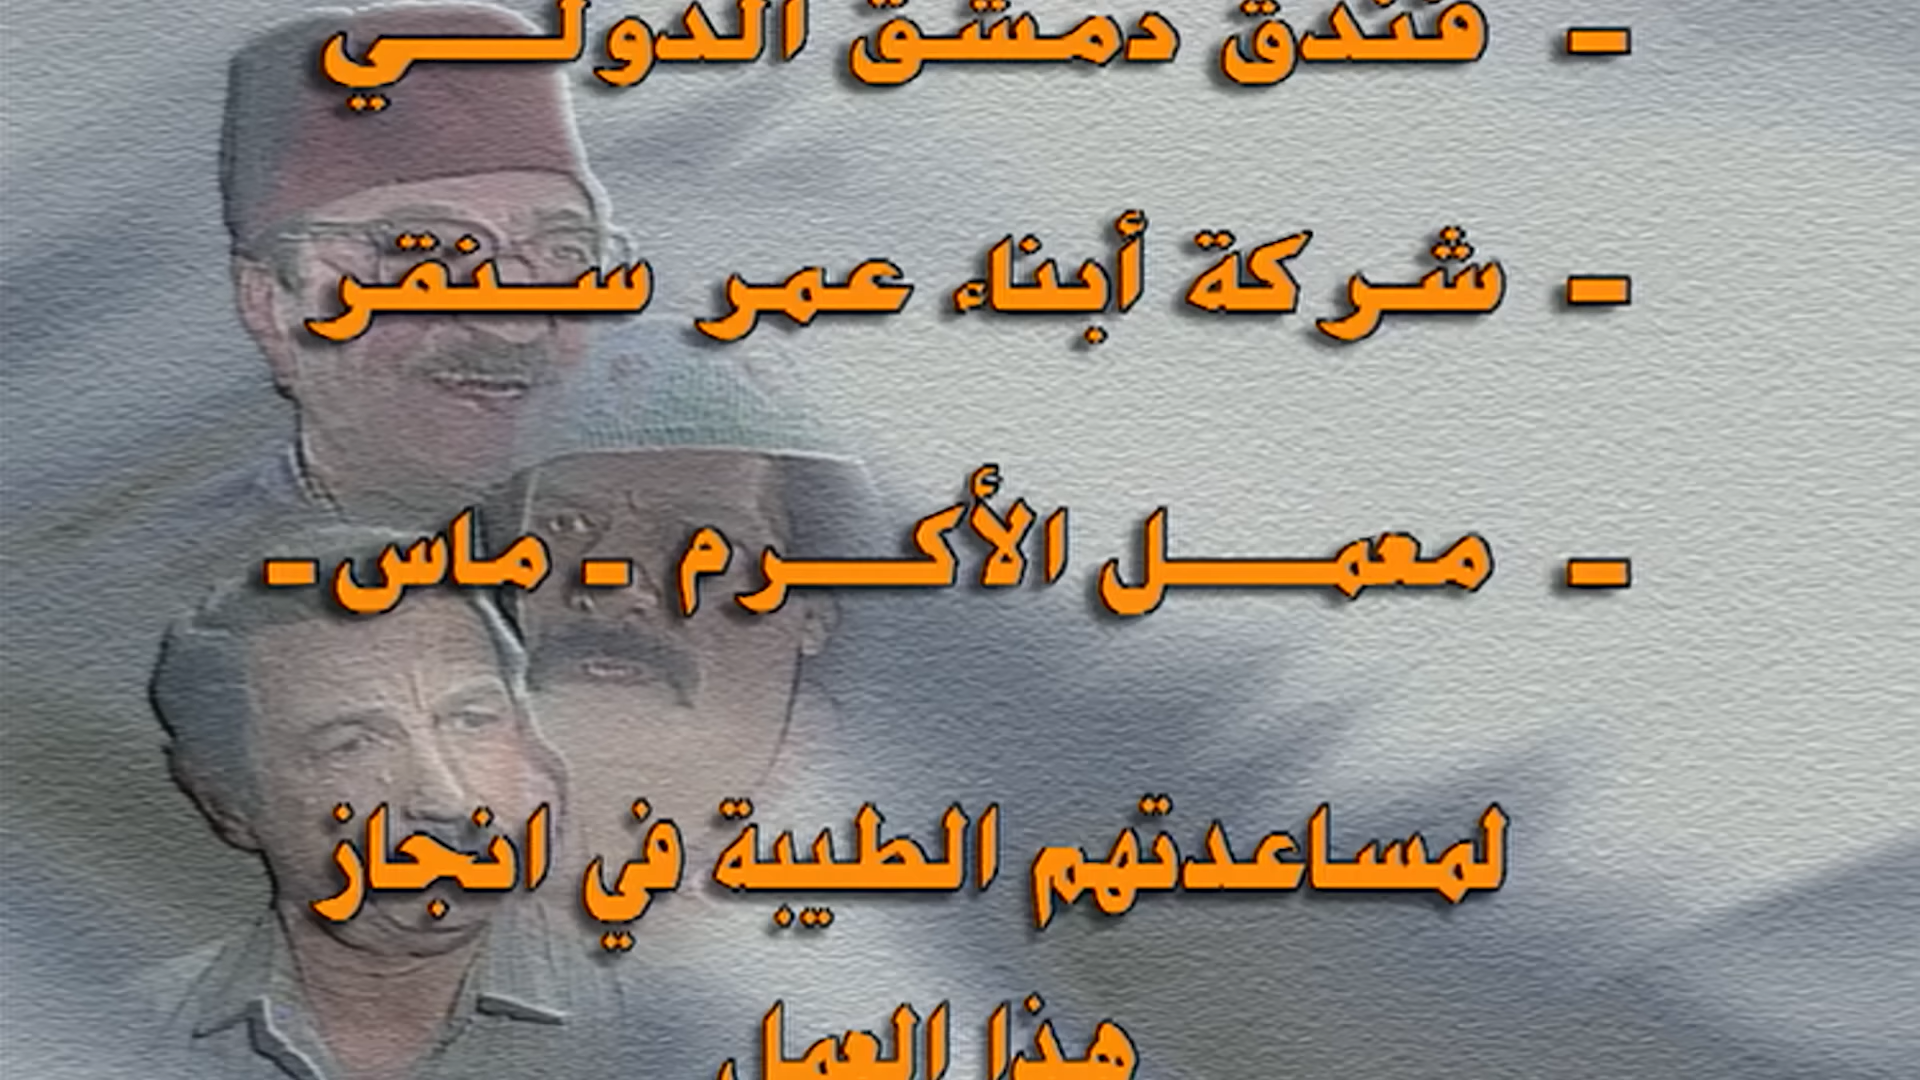 - فندق دمشق الدولي
- شركة أبناء عمر سنقر
- معمل الأكرم - ماس -
لمساعدتهم الطيبة في انجاز
هذا العمل